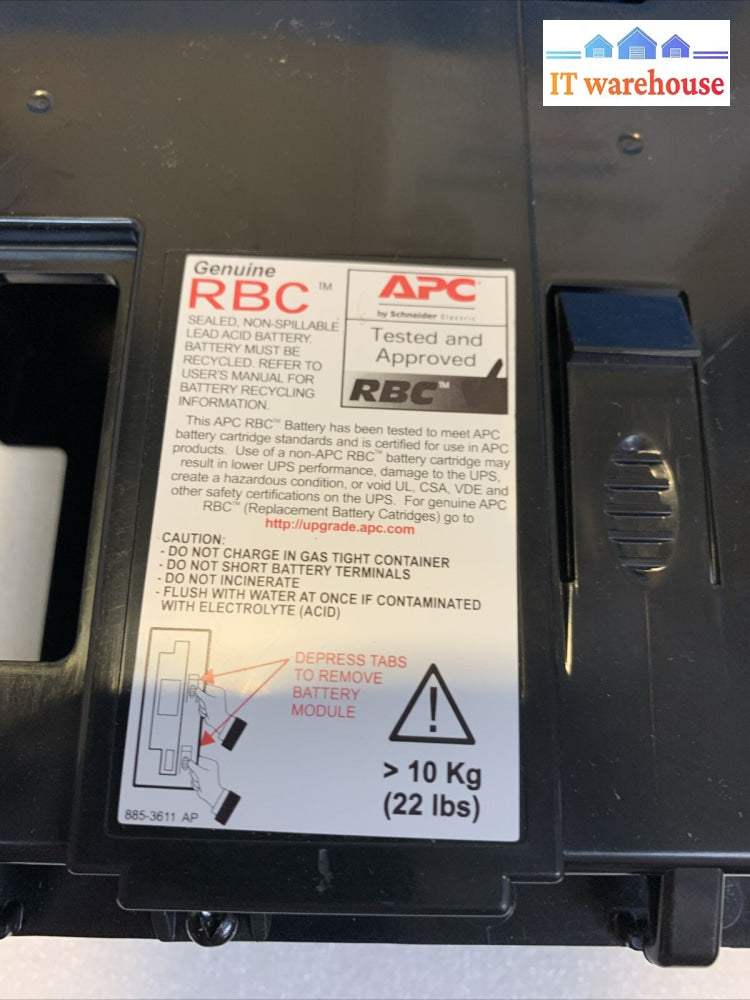 IT warehouse
Genuine
RBC™
SEALED, NON-SPILLABLE
LEAD ACID BATTERY.
BATTERY MUST BE
RECYCLED. REFER TO
USER'S MANUAL FOR
BATTERY RECYCLING
INFORMATION.
APC
by Schneider Electric
Tested and
Approved
RBC™
This APC RBC™ Battery has been tested to meet APC
battery cartridge standards and is certified for use in APC
products. Use of a non-APC RBC™ battery cartridge may
result in lower UPS performance, damage to the UPS,
create a hazardous condition, or void UL, CSA, VDE and
other safety certifications on the UPS. For genuine APC
RBC™ (Replacement Battery Catridges) go to
http://upgrade.apc.com
CAUTION:
- DO NOT CHARGE IN GAS TIGHT CONTAINER
- DO NOT SHORT BATTERY TERMINALS
- DO NOT INCINERATE
- FLUSH WITH WATER AT ONCE IF CONTAMINATED
WITH ELECTROLYTE (ACID)
DEPRESS TABS
TO REMOVE
BATTERY
MODULE
!
> 10 Kg
(22 lbs)
885-3611 AP